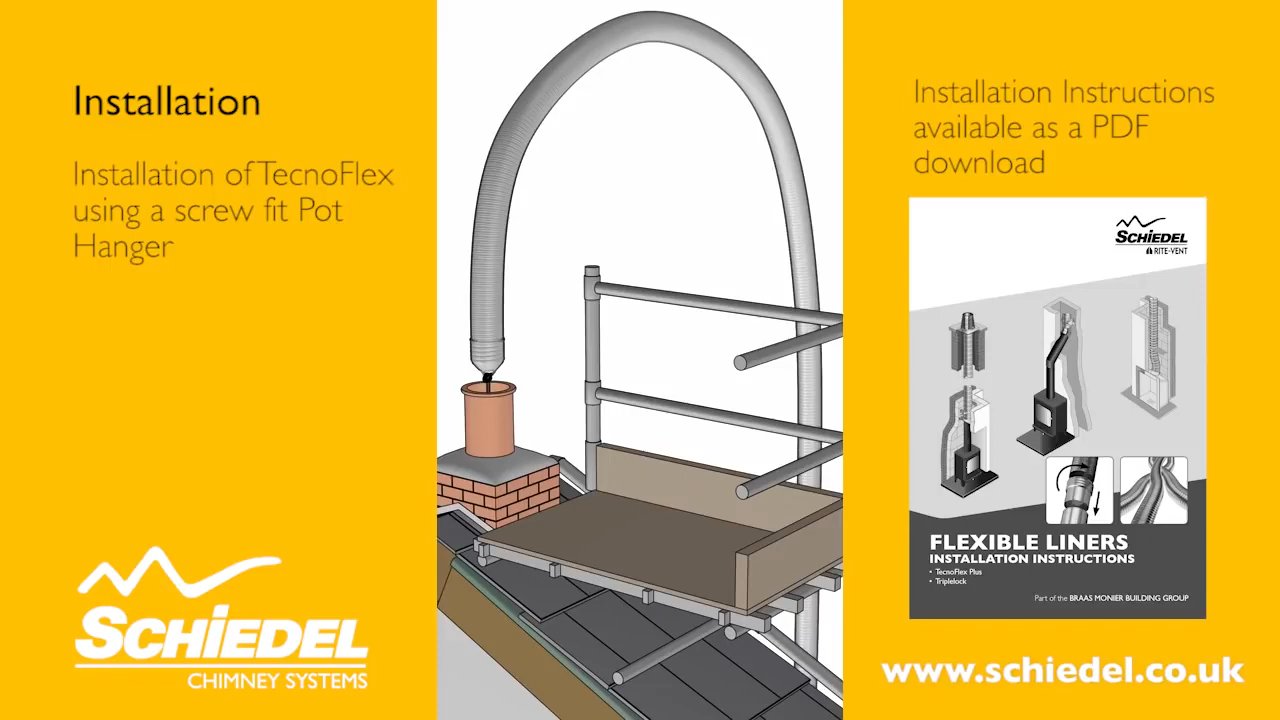 Installation
Installation of TecnoFlex
using a screw fit Pot
Hanger
SCHIEDEL
CHIMNEY SYSTEMS
Installation Instructions
available as a PDF
download
SCHIEDEL
RITE-VENT
FLEXIBLE LINERS
INSTALLATION INSTRUCTIONS
• TecnoFlex Plus
• Triplelock
Part of the BRAAS MONIER BUILDING GROUP
www.schiedel.co.uk